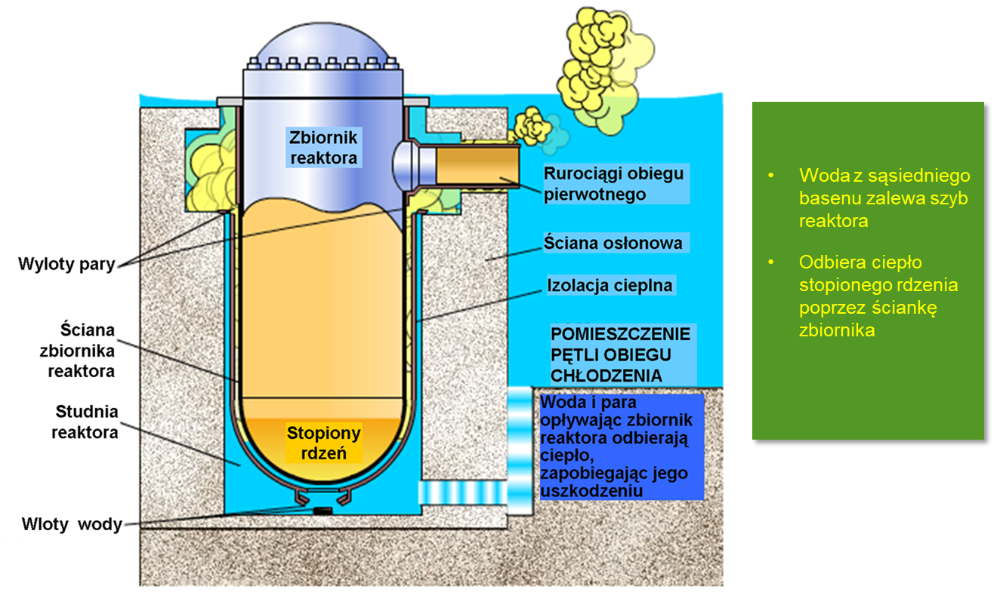 Zbiornik
reaktora
Rurociągi obiegu
pierwotnego
Ściana osłonowa
Wyloty pary
Izolacja cieplna
Ściana
zbiornika
reaktora
POMIESZCZENIE
PĘTLI OBIEGU
CHŁODZENIA
Studnia
reaktora
Stopiony
rdzeń
Woda i para
opływając zbiornik
reaktora odbierają
ciepło,
zapobiegając jego
uszkodzeniu
Wloty wody
• Woda z sąsiedniego
basenu zalewa szyb
reaktora
• Odbiera ciepło
stopionego rdzenia
poprzez ściankę
zbiornika